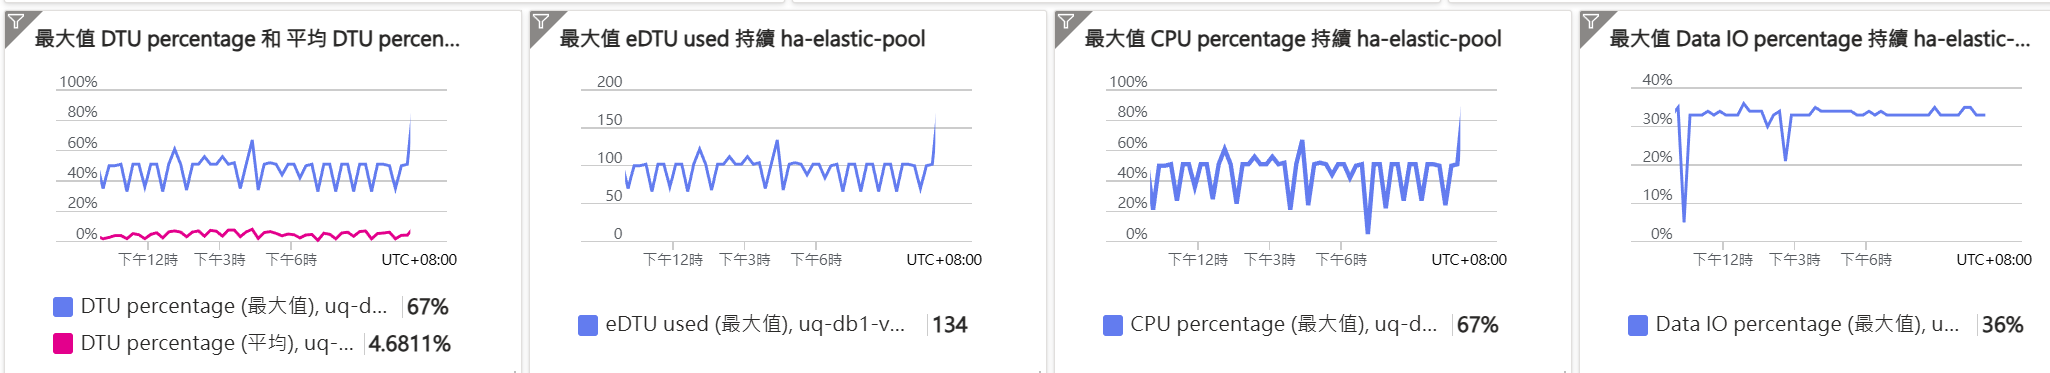 最大值 DTU percentage 和 平均 DTU percen...
100%
80%
60%
40%
20%
0%
下午12時 下午3時 下午6時 UTC+08:00
DTU percentage (最大值), uq-d... 67%
DTU percentage (平均), uq-... 4.6811%
最大值 eDTU used 持續 ha-elastic-pool
200
150
100
50
0
下午12時 下午3時 下午6時 UTC+08:00
eDTU used (最大值), uq-db1-v... 134
最大值 CPU percentage 持續 ha-elastic-pool
100%
80%
60%
40%
20%
0%
下午12時 下午3時 下午6時 UTC+08:00
CPU percentage (最大值), uq-d... 67%
最大值 Data IO percentage 持續 ha-elastic-...
40%
30%
20%
10%
0%
下午12時 下午3時 下午6時 UTC+08:00
Data IO percentage (最大值), u... 36%